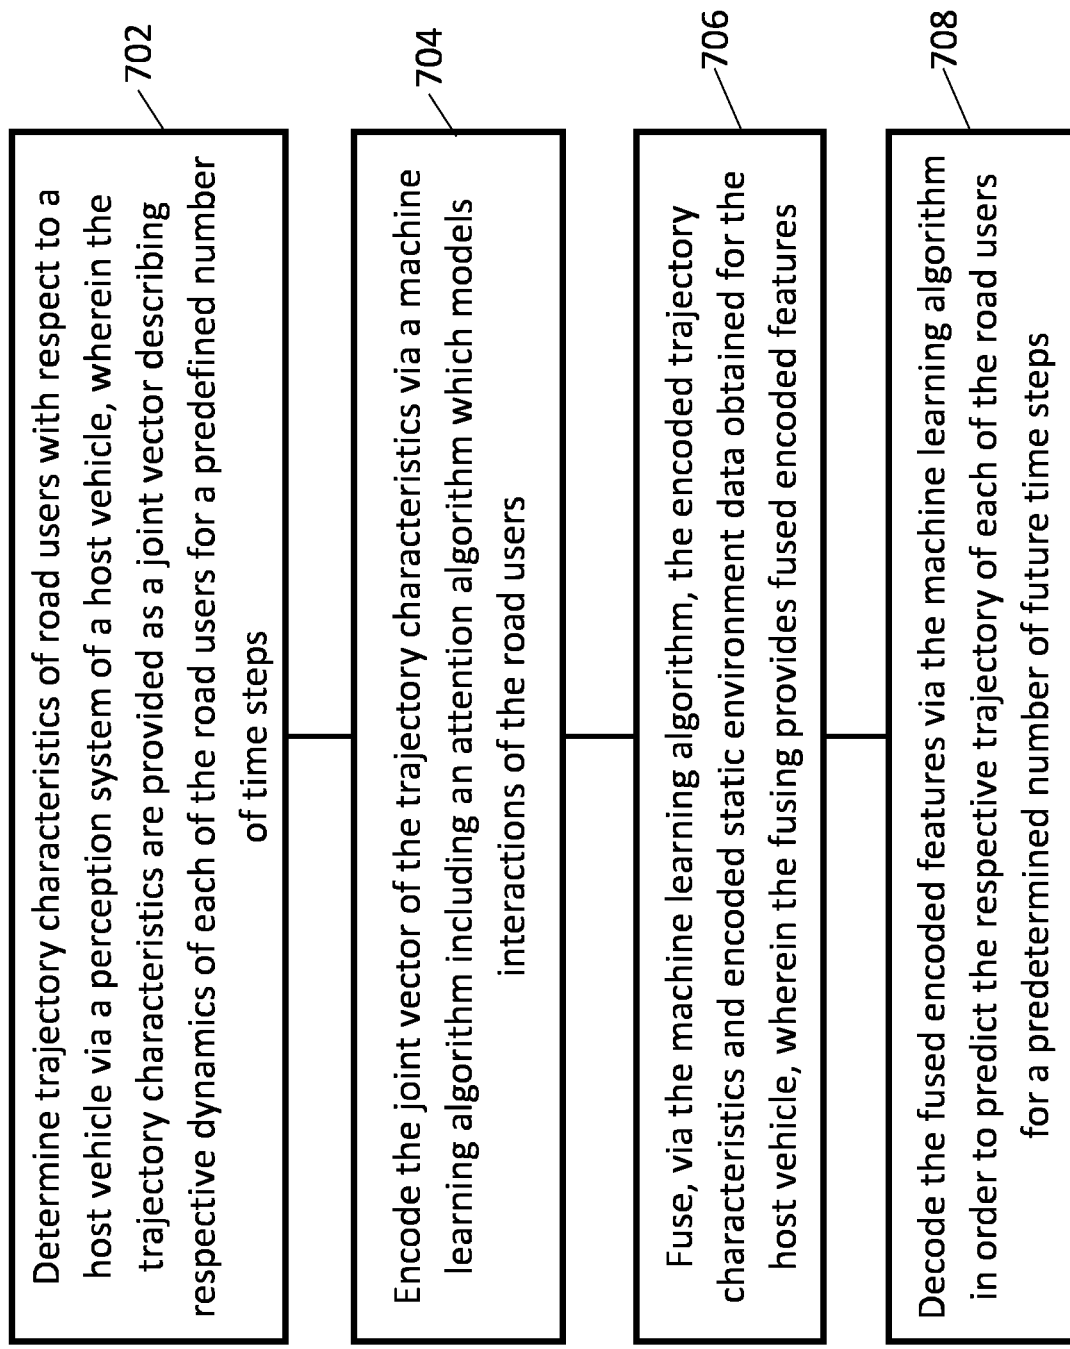 702
Determine trajectory characteristics of road users with respect to a
host vehicle via a perception system of a host vehicle, wherein the
trajectory characteristics are provided as a joint vector describing
respective dynamics of each of the road users for a predefined number
of time steps
704
Encode the joint vector of the trajectory characteristics via a machine
learning algorithm including an attention algorithm which models
interactions of the road users
706
Fuse, via the machine learning algorithm, the encoded trajectory
characteristics and encoded static environment data obtained for the
host vehicle, wherein the fusing provides fused encoded features
708
Decode the fused encoded features via the machine learning algorithm
in order to predict the respective trajectory of each of the road users
for a predetermined number of future time steps